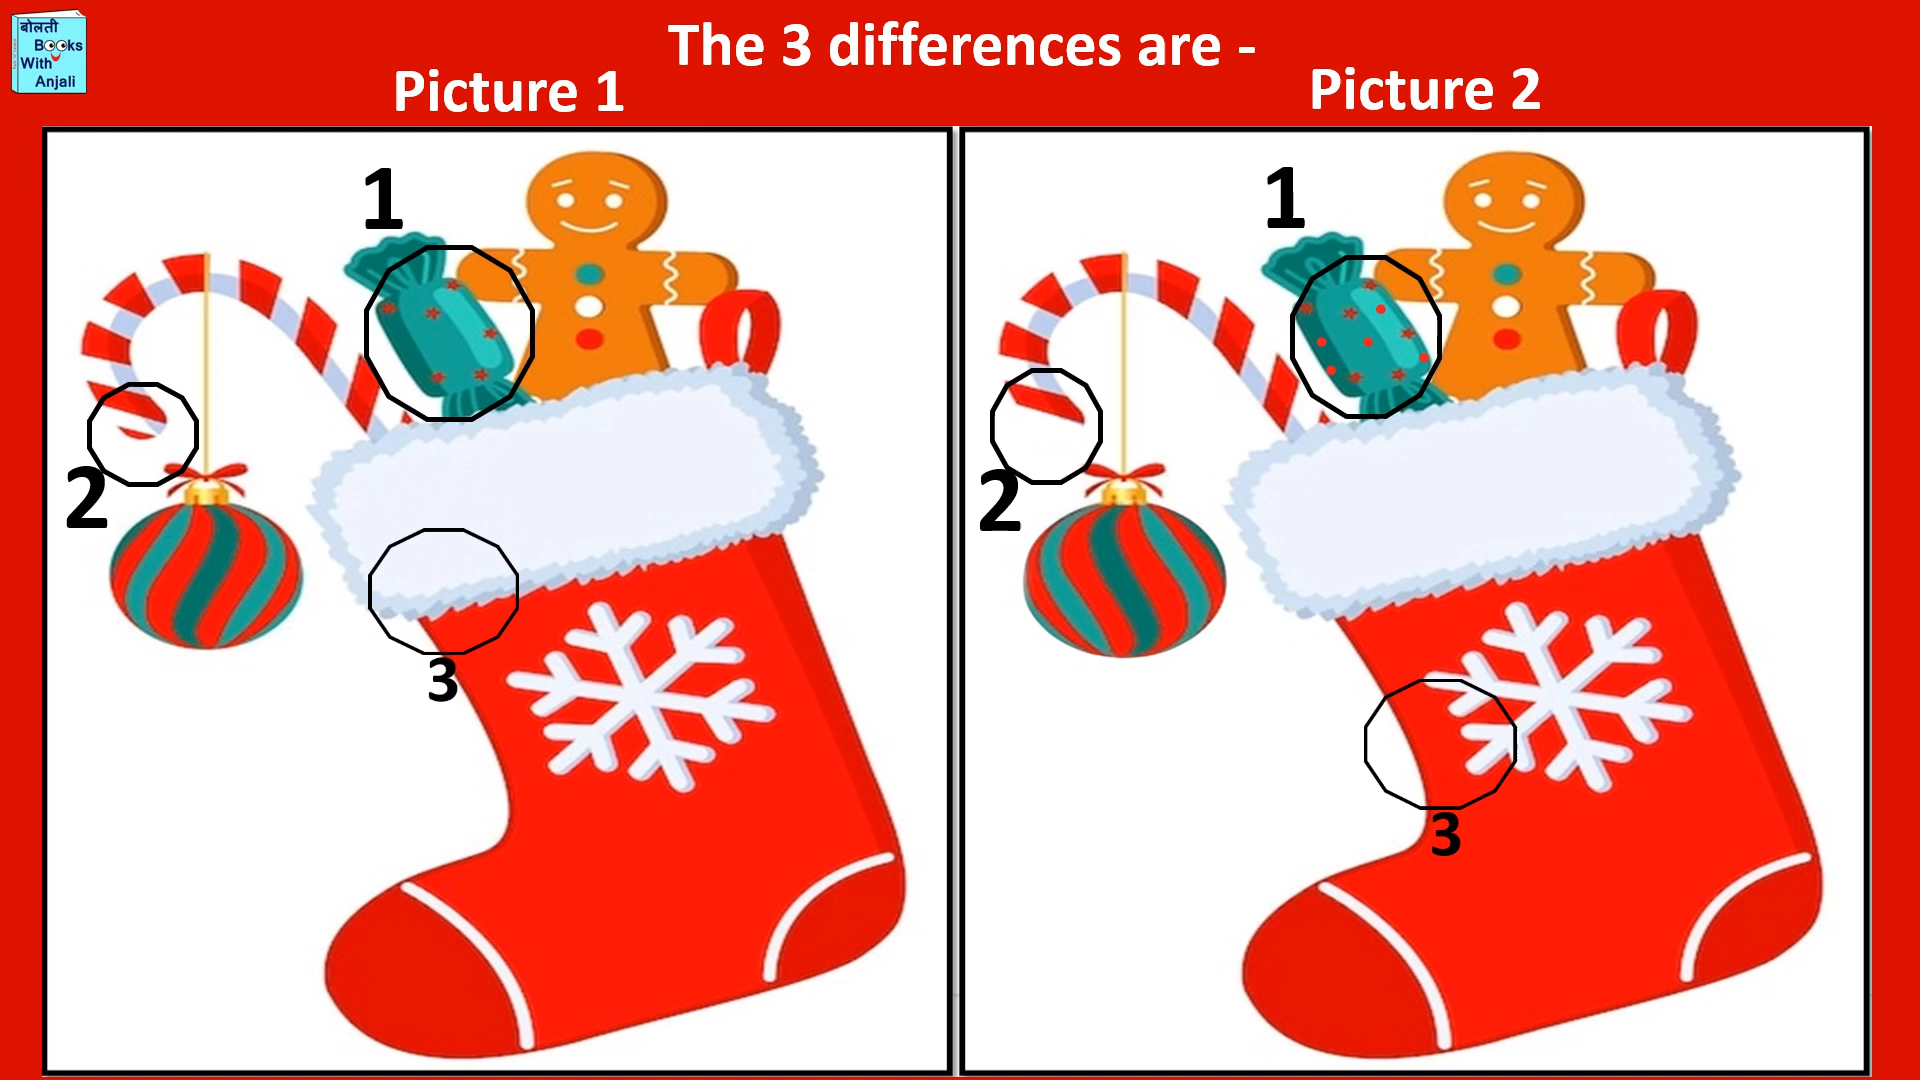 बोलती
Books
With
Anjali
The 3 differences are -
Picture 1
Picture 2
1
2
3
1
2
3